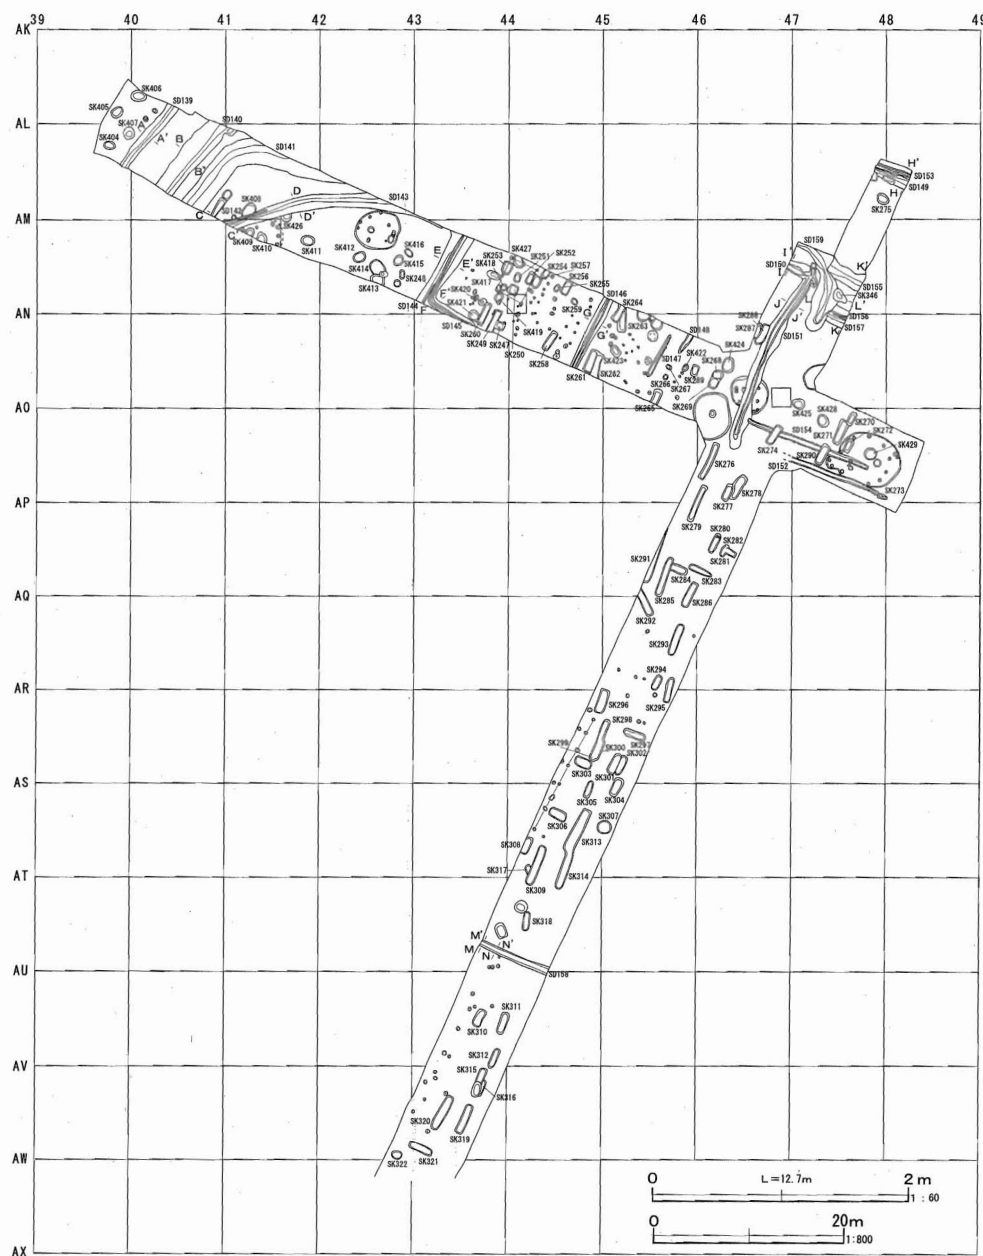 39 40 41 42 43 44 45 46 47 48 49
AK
SK406
SK405 SD139
SK407 A SD140
AL
A' B
SK404 SD141
B' H'
SD153
SD149
H
D SD143 SK275
SK408
C' SD142
AM
SK426 D'
C
SK409 SK410 SK411 SK412
SK416 E SK427 SK252 I' SD159
SK253 SK251
SK418 SK254 SK257
SK415 E' SK417 SK256 SD150 I K'
SK414 SK248 SK420 SK255 SD155
SK413 F' SK421 SK259 SD146 J SK346
SD144 SK264 L'
F SK288 J' SD156
AN
SD145 SK260 G SK263 SK287 SD151 K SD157
SK249 SK247 SK419 G' SD148
SK250 SK422 SK424
SK258 SK423 SD147 SK268
SK261 SK262 SK266 SK267 SK289
SK265 SK269
AO
SK425 SK428 SK270
SD154 SK271 SK272
SK274 SK429
SK276 SK290
SD152
SK273
SK278
AP
SK277
SK279
SK280
SK282
SK281
SK291
SK284 SK283
AQ
SK285 SK286
SK292
SK293
SK294
AR
SK296 SK295
SK298
SK299 SK297
SK300
SK302
SK303 SK301
AS
SK305 SK304
SK306 SK307
SK308 SK313
SK317
AT
SK309 SK314
SK318
M' N'
M N
AU
SD158
SK311
SK310
SK312
AV
SK315
SK316
SK320
SK319
AW
SK322 SK321
0 L=12.7m 2m
1:60
0 20m
1:800
AX